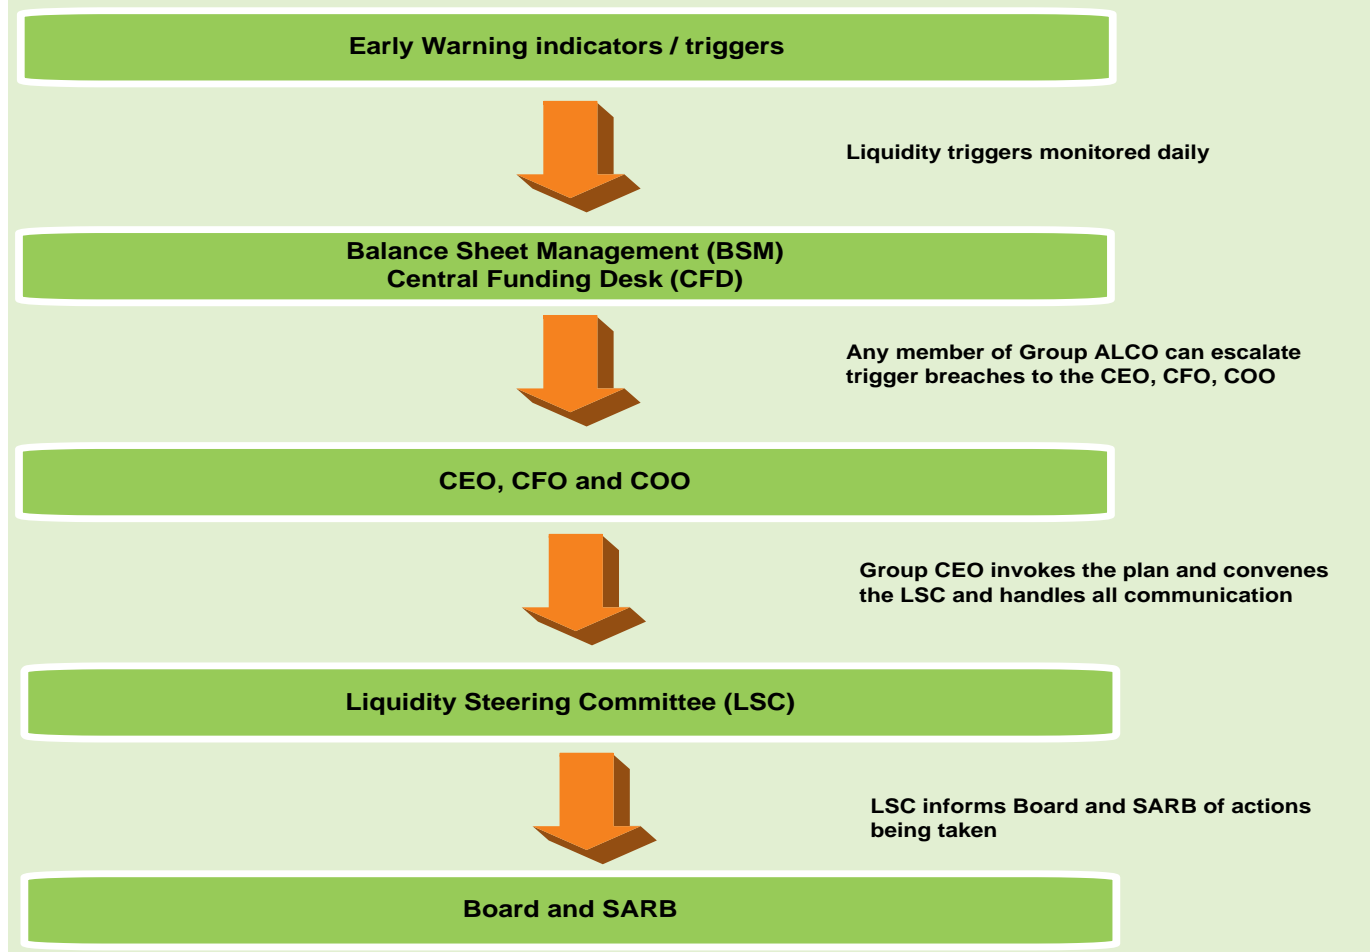 Early Warning indicators / triggers
Liquidity triggers monitored daily
Balance Sheet Management (BSM)
Central Funding Desk (CFD)
Any member of Group ALCO can escalate
trigger breaches to the CEO, CFO, COO
CEO, CFO and COO
Group CEO invokes the plan and convenes
the LSC and handles all communication
Liquidity Steering Committee (LSC)
LSC informs Board and SARB of actions
being taken
Board and SARB